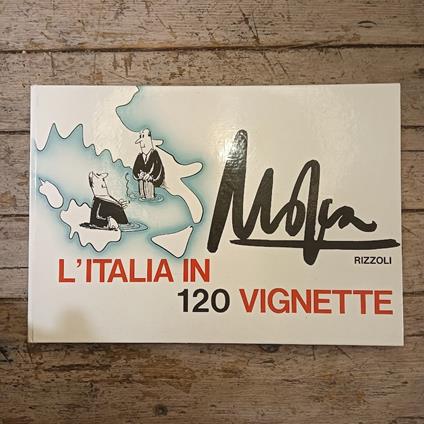 Mosca
RIZZOLI
L'ITALIA IN
120 VIGNETTE